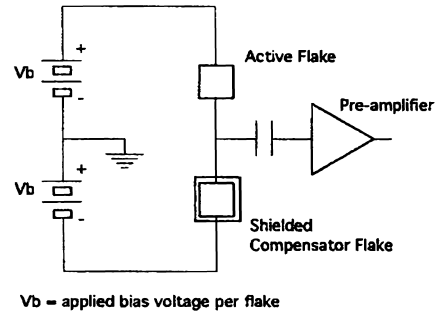 +
Vb
-
Active Flake
Pre-amplifier
+
Vb
-
Shielded
Compensator Flake
Vb = applied bias voltage per flake